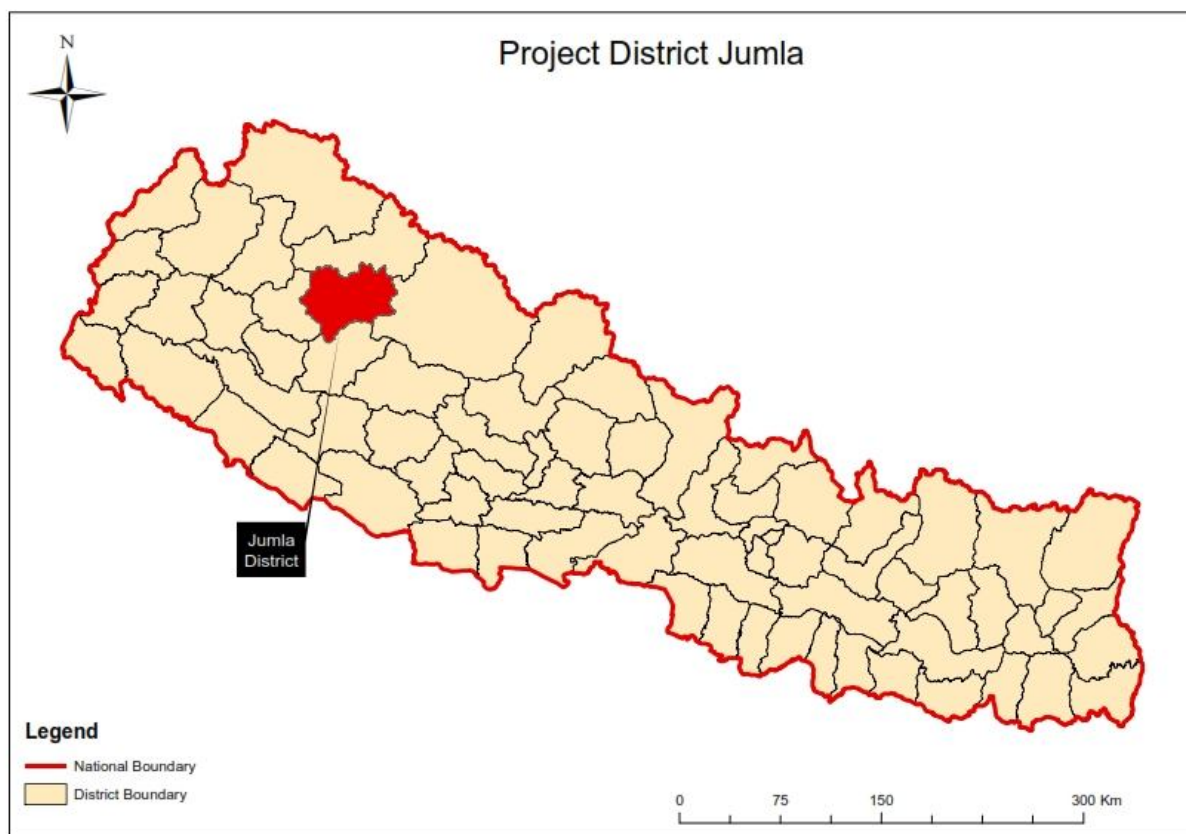 N
Project District Jumla
Jumla
District
Legend
National Boundary
District Boundary
0 75 150 300 Km